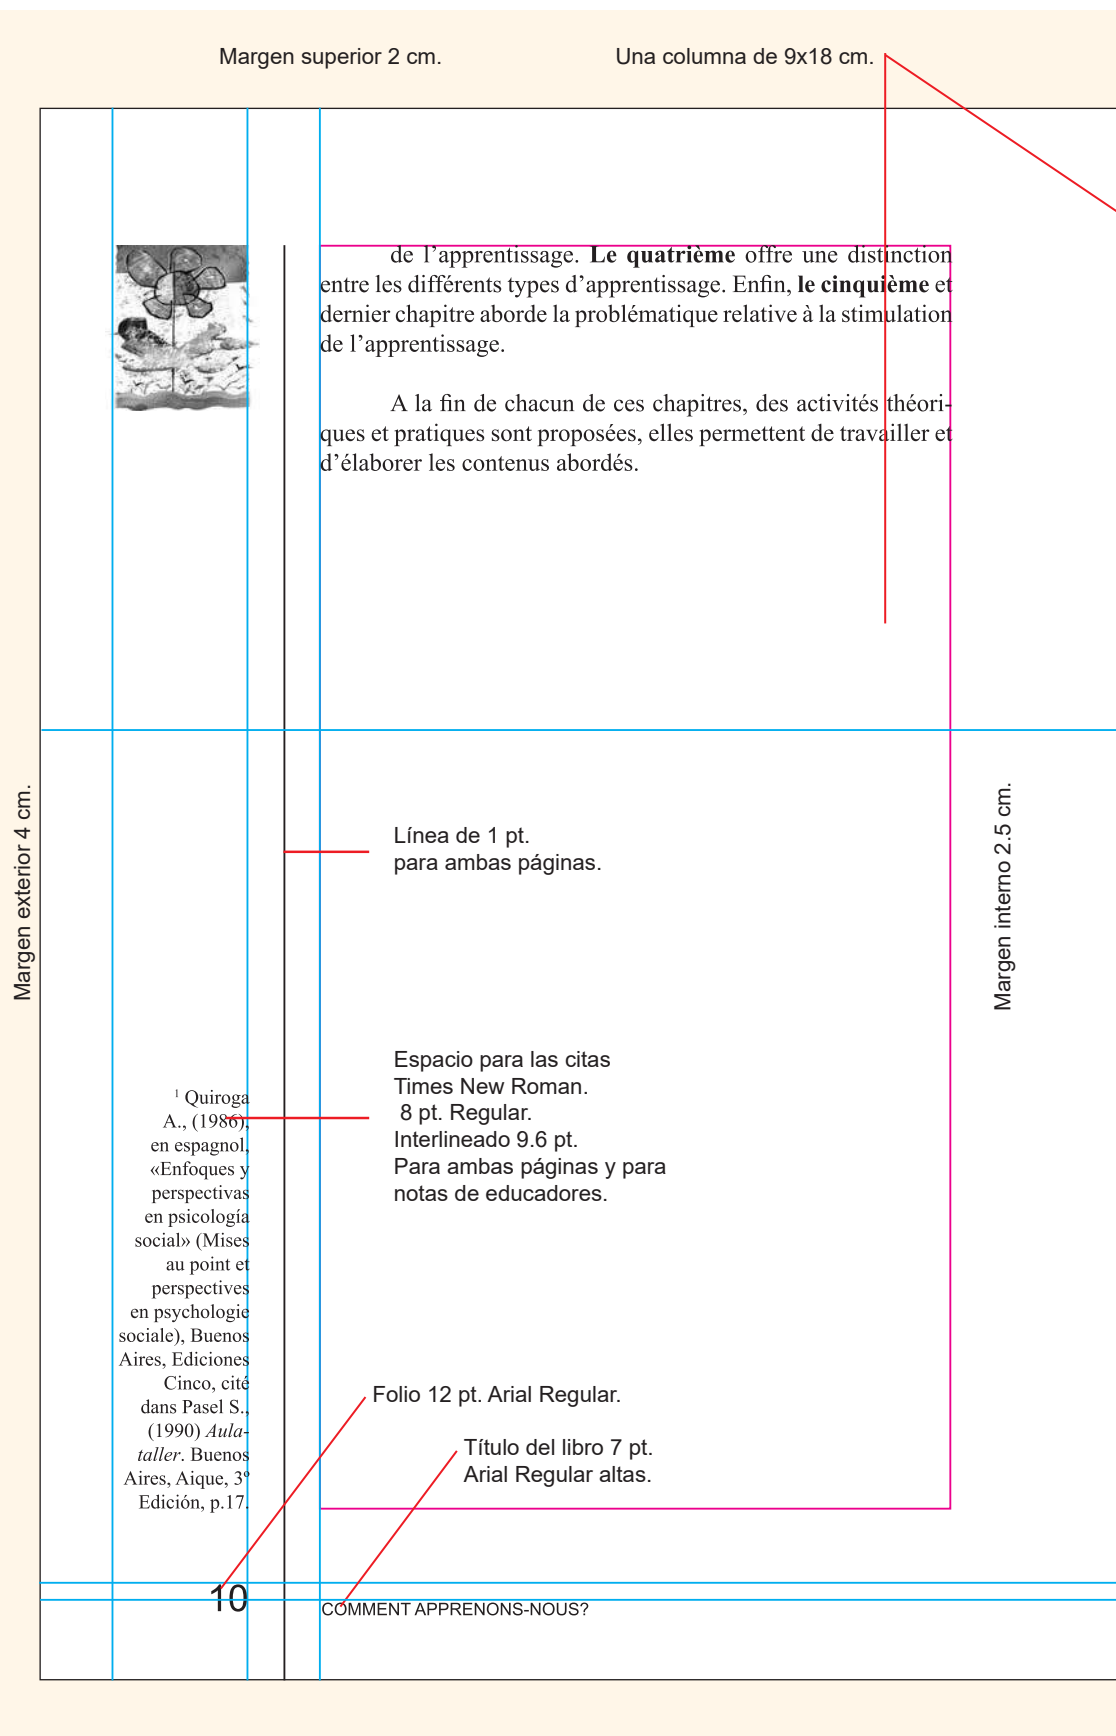 Margen superior 2 cm.
Una columna de 9x18 cm.
de l’apprentissage. Le quatrième offre une distinction
entre les différents types d’apprentissage. Enfin, le cinquième et
dernier chapitre aborde la problématique relative à la stimulation
de l’apprentissage.
A la fin de chacun de ces chapitres, des activités théori-
ques et pratiques sont proposées, elles permettent de travailler et
d’élaborer les contenus abordés.
Margen exterior 4 cm.
Margen interno 2.5 cm.
Línea de 1 pt.
para ambas páginas.
Espacio para las citas
Times New Roman.
8 pt. Regular.
Interlineado 9.6 pt.
Para ambas páginas y para
notas de educadores.
1 Quiroga
A., (1986),
en espagnol,
«Enfoques y
perspectivas
en psicología
social» (Mises
au point et
perspectives
en psychologie
sociale), Buenos
Aires, Ediciones
Cinco, cité
dans Pasel S.,
(1990) Aula-
taller. Buenos
Aires, Aique, 3º
Edición, p.17.
Folio 12 pt. Arial Regular.
Título del libro 7 pt.
Arial Regular altas.
10
COMMENT APPRENONS-NOUS?